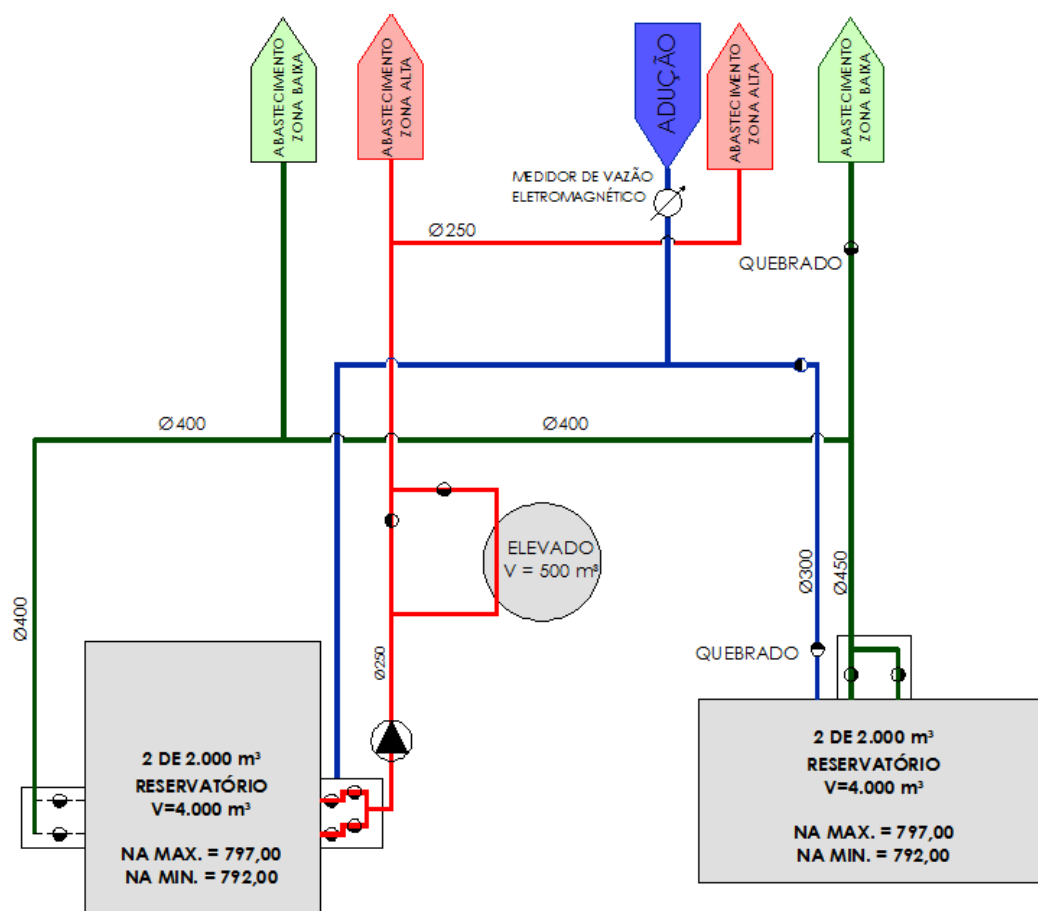 ABASTECIMENTO
ZONA BAIXA
ABASTECIMENTO
ZONA ALTA
ADUÇÃO
ABASTECIMENTO
ZONA ALTA
ABASTECIMENTO
ZONA BAIXA
MEDIDOR DE VAZÃO
ELETROMAGNÉTICO
Ø250
QUEBRADO
Ø400
Ø400
ELEVADO
V = 500 m³
Ø300
Ø450
Ø400
Ø250
QUEBRADO
2 DE 2.000 m³
RESERVATÓRIO
V=4.000 m³
NA MAX. = 797,00
NA MIN. = 792,00
2 DE 2.000 m³
RESERVATÓRIO
V=4.000 m³
NA MAX. = 797,00
NA MIN. = 792,00